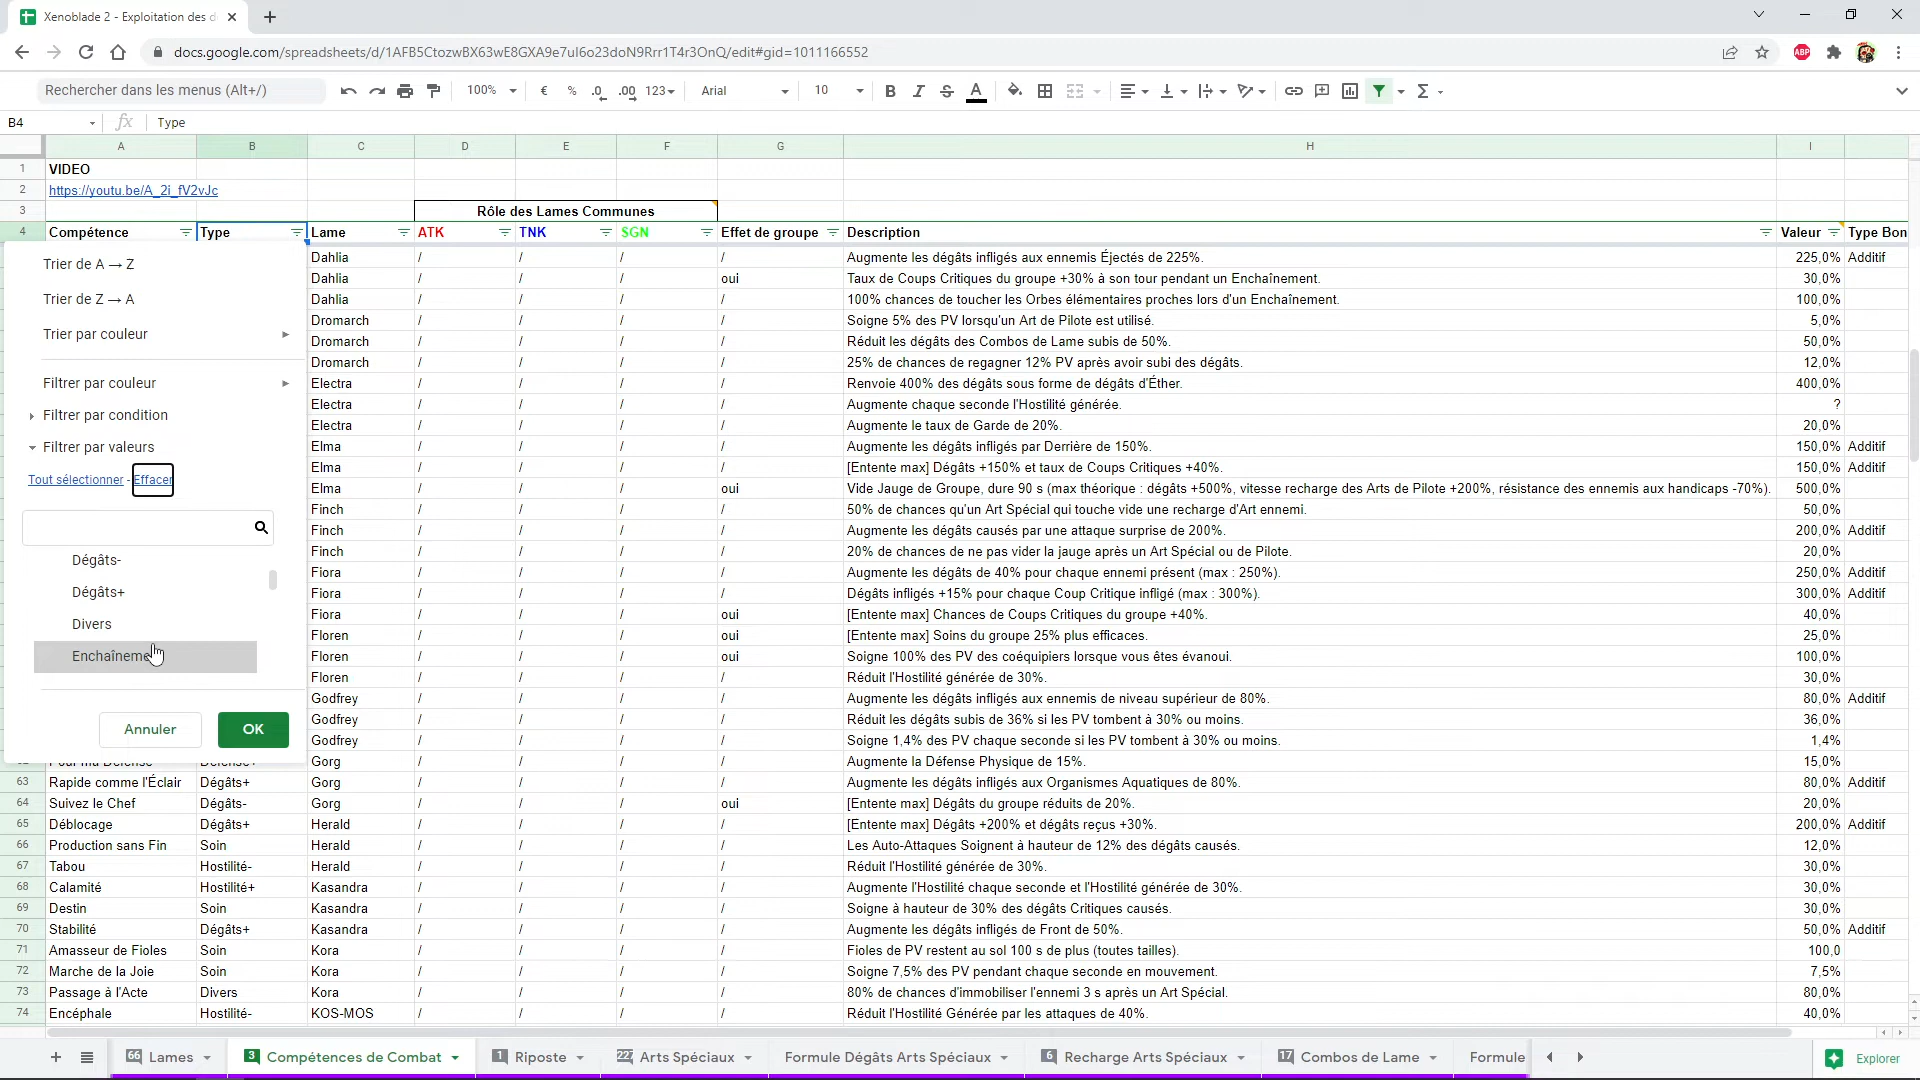 Xenoblade 2 - Exploitation des d
docs.google.com/spreadsheets/d/1AFB5CtozwBX63wE8GXA9e7uI6o23doN9Rrr1T4r3OnQ/edit#gid=1011166552
ABP
Rechercher dans les menus (Alt+/) 100% € % .0 .00 123 Arial 10 B I S A
B4 fx Type
A B C D E F G H I
1 VIDEO
2 https://youtu.be/A_2i_fV2vJc
3 Rôle des Lames Communes
4 Compétence Type Lame ATK TNK SGN Effet de groupe Description Valeur Type Bon
Trier de A → Z
Trier de Z → A
Trier par couleur
Filtrer par couleur
Filtrer par condition
Filtrer par valeurs
Tout sélectionner - Effacer
Dégâts-
Dégâts+
Divers
Enchaîneme
Annuler OK
Dahlia / / / / Augmente les dégâts infligés aux ennemis Éjectés de 225%. 225,0% Additif
Dahlia / / / oui Taux de Coups Critiques du groupe +30% à son tour pendant un Enchaînement. 30,0%
Dahlia / / / / 100% chances de toucher les Orbes élémentaires proches lors d'un Enchaînement. 100,0%
Dromarch / / / / Soigne 5% des PV lorsqu'un Art de Pilote est utilisé. 5,0%
Dromarch / / / / Réduit les dégâts des Combos de Lame subis de 50%. 50,0%
Dromarch / / / / 25% de chances de regagner 12% PV après avoir subi des dégâts. 12,0%
Electra / / / / Renvoie 400% des dégâts sous forme de dégâts d'Éther. 400,0%
Electra / / / / Augmente chaque seconde l'Hostilité générée. ?
Electra / / / / Augmente le taux de Garde de 20%. 20,0%
Elma / / / / Augmente les dégâts infligés par Derrière de 150%. 150,0% Additif
Elma / / / / [Entente max] Dégâts +150% et taux de Coups Critiques +40%. 150,0% Additif
Elma / / / oui Vide Jauge de Groupe, dure 90 s (max théorique : dégâts +500%, vitesse recharge des Arts de Pilote +200%, résistance des ennemis aux handicaps -70%). 500,0%
Finch / / / / 50% de chances qu'un Art Spécial qui touche vide une recharge d'Art ennemi. 50,0%
Finch / / / / Augmente les dégâts causés par une attaque surprise de 200%. 200,0% Additif
Finch / / / / 20% de chances de ne pas vider la jauge après un Art Spécial ou de Pilote. 20,0%
Fiora / / / / Augmente les dégâts de 40% pour chaque ennemi présent (max : 250%). 250,0% Additif
Fiora / / / / Dégâts infligés +15% pour chaque Coup Critique infligé (max : 300%). 300,0% Additif
Fiora / / / oui [Entente max] Chances de Coups Critiques du groupe +40%. 40,0%
Floren / / / oui [Entente max] Soins du groupe 25% plus efficaces. 25,0%
Floren / / / oui Soigne 100% des PV des coéquipiers lorsque vous êtes évanoui. 100,0%
Floren / / / / Réduit l'Hostilité générée de 30%. 30,0%
Godfrey / / / / Augmente les dégâts infligés aux ennemis de niveau supérieur de 80%. 80,0% Additif
Godfrey / / / / Réduit les dégâts subis de 36% si les PV tombent à 30% ou moins. 36,0%
Godfrey / / / / Soigne 1,4% des PV chaque seconde si les PV tombent à 30% ou moins. 1,4%
Gorg / / / / Augmente la Défense Physique de 15%. 15,0%
63 Rapide comme l'Éclair Dégâts+ Gorg / / / / Augmente les dégâts infligés aux Organismes Aquatiques de 80%. 80,0% Additif
64 Suivez le Chef Dégâts- Gorg / / / oui [Entente max] Dégâts du groupe réduits de 20%. 20,0%
65 Déblocage Dégâts+ Herald / / / / [Entente max] Dégâts +200% et dégâts reçus +30%. 200,0% Additif
66 Production sans Fin Soin Herald / / / / Les Auto-Attaques Soignent à hauteur de 12% des dégâts causés. 12,0%
67 Tabou Hostilité- Herald / / / / Réduit l'Hostilité générée de 30%. 30,0%
68 Calamité Hostilité+ Kasandra / / / / Augmente l'Hostilité chaque seconde et l'Hostilité générée de 30%. 30,0%
69 Destin Soin Kasandra / / / / Soigne à hauteur de 30% des dégâts Critiques causés. 30,0%
70 Stabilité Dégâts+ Kasandra / / / / Augmente les dégâts infligés de Front de 50%. 50,0% Additif
71 Amasseur de Fioles Soin Kora / / / / Fioles de PV restent au sol 100 s de plus (toutes tailles). 100,0
72 Marche de la Joie Soin Kora / / / / Soigne 7,5% des PV pendant chaque seconde en mouvement. 7,5%
73 Passage à l'Acte Divers Kora / / / / 80% de chances d'immobiliser l'ennemi 3 s après un Art Spécial. 80,0%
74 Encéphale Hostilité- KOS-MOS / / / / Réduit l'Hostilité Générée par les attaques de 40%. 40,0%
66 Lames 3 Compétences de Combat 1 Riposte 227 Arts Spéciaux Formule Dégâts Arts Spéciaux 6 Recharge Arts Spéciaux 17 Combos de Lame Formule Explorer